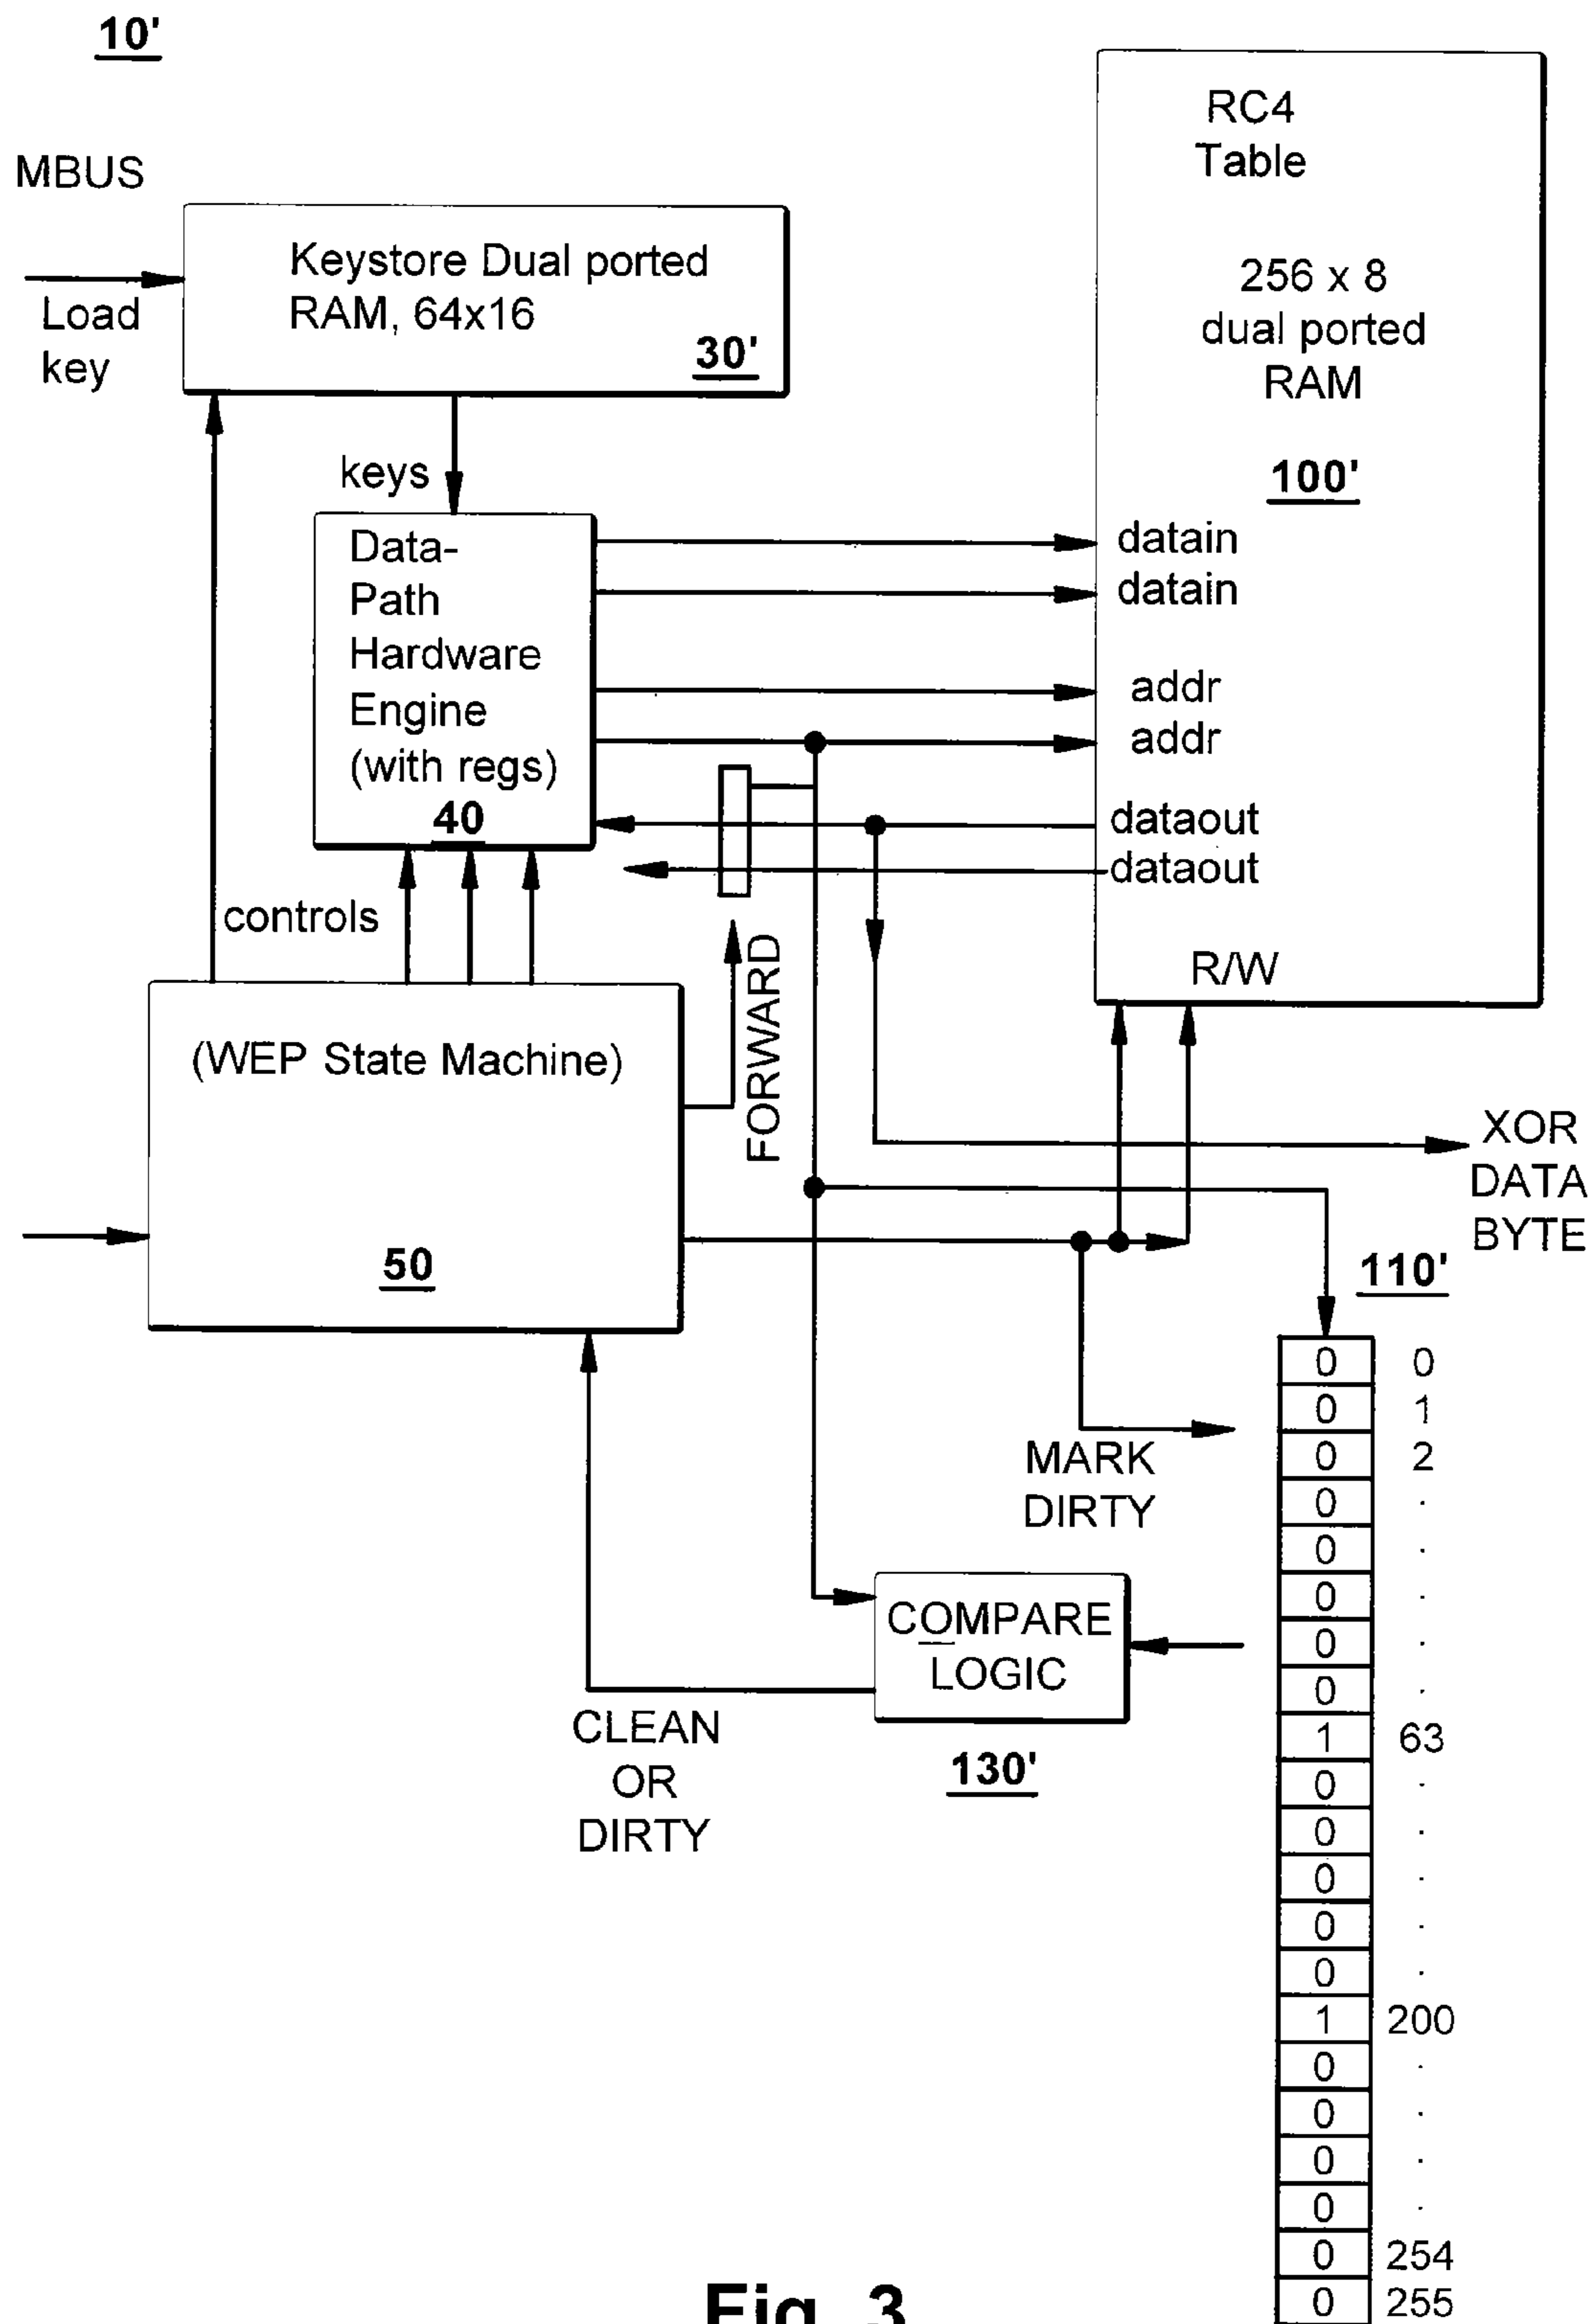 10'
MBUS
Load
key
Keystore Dual ported
RAM, 64x16
30'
RC4
Table
256 x 8
dual ported
RAM
100'
keys
Data-
Path
Hardware
Engine
(with regs)
40
datain
datain
addr
addr
dataout
dataout
R/W
controls
FORWARD
(WEP State Machine)
50
XOR
DATA
BYTE
110'
MARK
DIRTY
COMPARE
LOGIC
130'
CLEAN
OR
DIRTY
0 0
0 1
0 2
0 .
0 .
0 .
0 .
0 .
1 63
0 .
0 .
0 .
0 .
0 .
1 200
0 .
0 .
0 .
0 .
0 254
0 255
Fig. 3